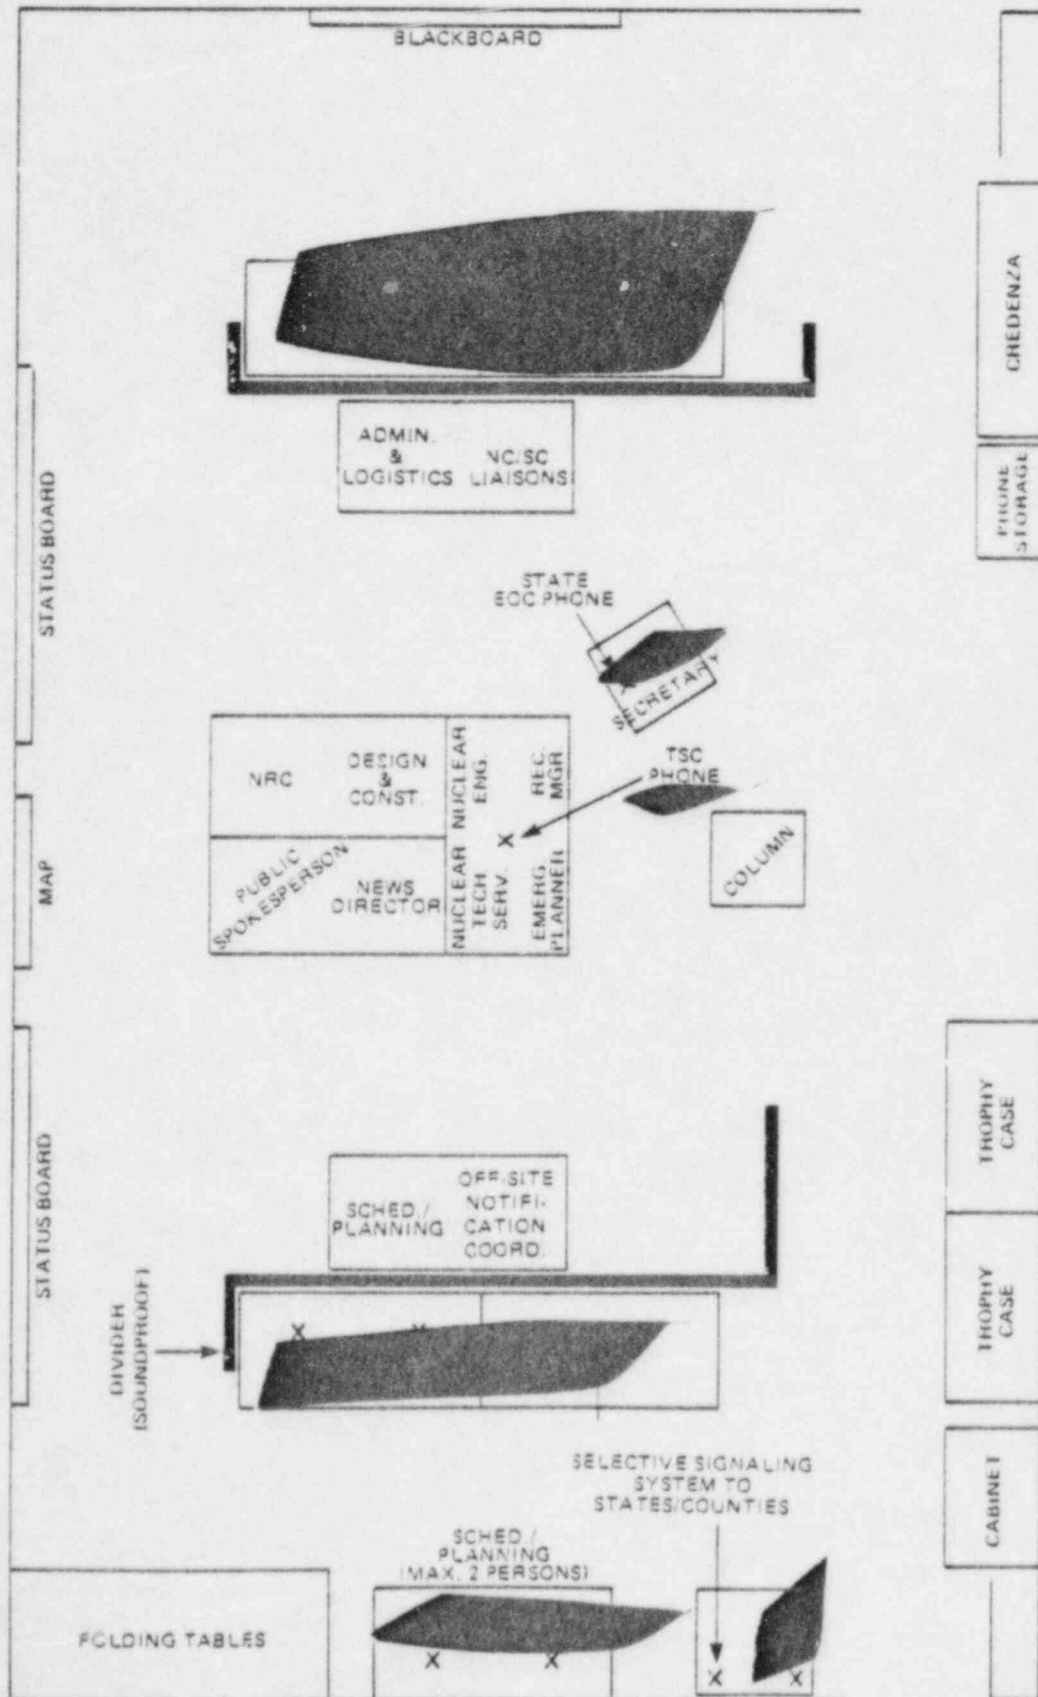 BLACKBOARD
CREDENZA
ADMIN.
&
LOGISTICS
NC/SC
LIAISONS
PHONE
STORAGE
STATUS BOARD
STATE
EOC PHONE
X
SECRETARY
NRC
DESIGN
&
CONST.
NUCLEAR
ENG.
REC.
MGR
TSC
PHONE
X
MAP
PUBLIC
SPOKESPERSON
NEWS
DIRECTOR
NUCLEAR
TECH
SERV.
EMERG
PLANNER
COLUMN
TROPHY
CASE
STATUS BOARD
SCHED./
PLANNING
OFF-SITE
NOTIFI-
CATION
COORD.
TROPHY
CASE
DIVIDER
(SOUNDPROOF)
X
X
SELECTIVE SIGNALING
SYSTEM TO
STATES/COUNTIES
CABINET
SCHED./
PLANNING
(MAX. 2 PERSONS)
FOLDING TABLES
X
X
X
X